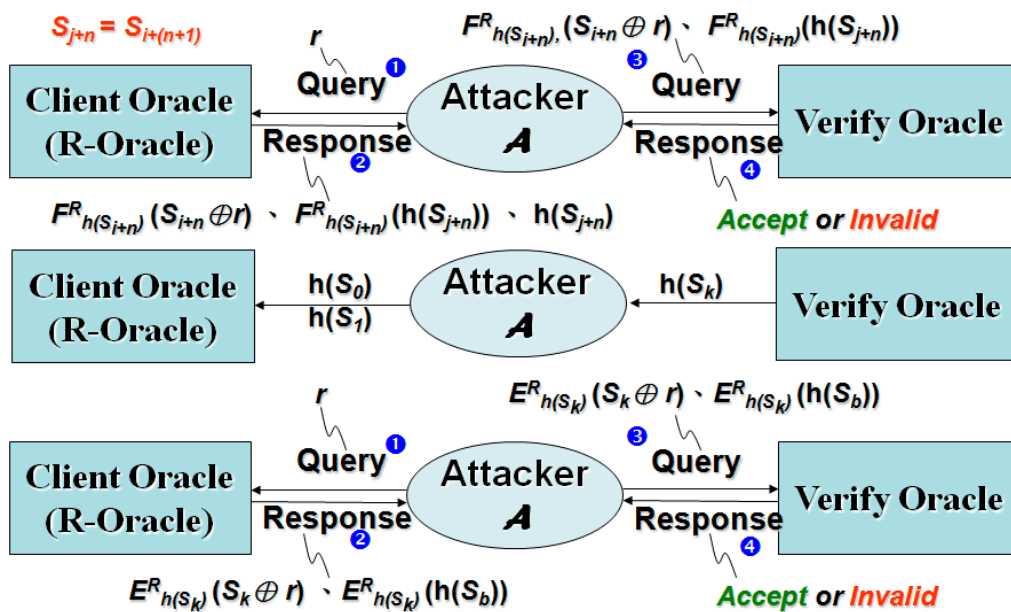 S_{j+n} = S_{i+(n+1)}
F^R_{h(S_{i+n}),}(S_{i+n} ⊕ r)、F^R_{h(S_{i+n})}(h(S_{j+n}))
r
❶
❸
Client Oracle
(R-Oracle)
Query
Response
❷
Attacker
A
Query
Response
❹
Verify Oracle
F^R_{h(S_{i+n})}(S_{i+n} ⊕ r)、F^R_{h(S_{i+n})}(h(S_{j+n}))、h(S_{j+n})
Accept or Invalid
Client Oracle
(R-Oracle)
h(S_0)
h(S_1)
Attacker
A
h(S_k)
Verify Oracle
E^R_{h(S_k)}(S_k ⊕ r)、E^R_{h(S_k)}(h(S_b))
r
❶
❸
Client Oracle
(R-Oracle)
Query
Response
❷
Attacker
A
Query
Response
❹
Verify Oracle
E^R_{h(S_k)}(S_k ⊕ r)、E^R_{h(S_k)}(h(S_b))
Accept or Invalid